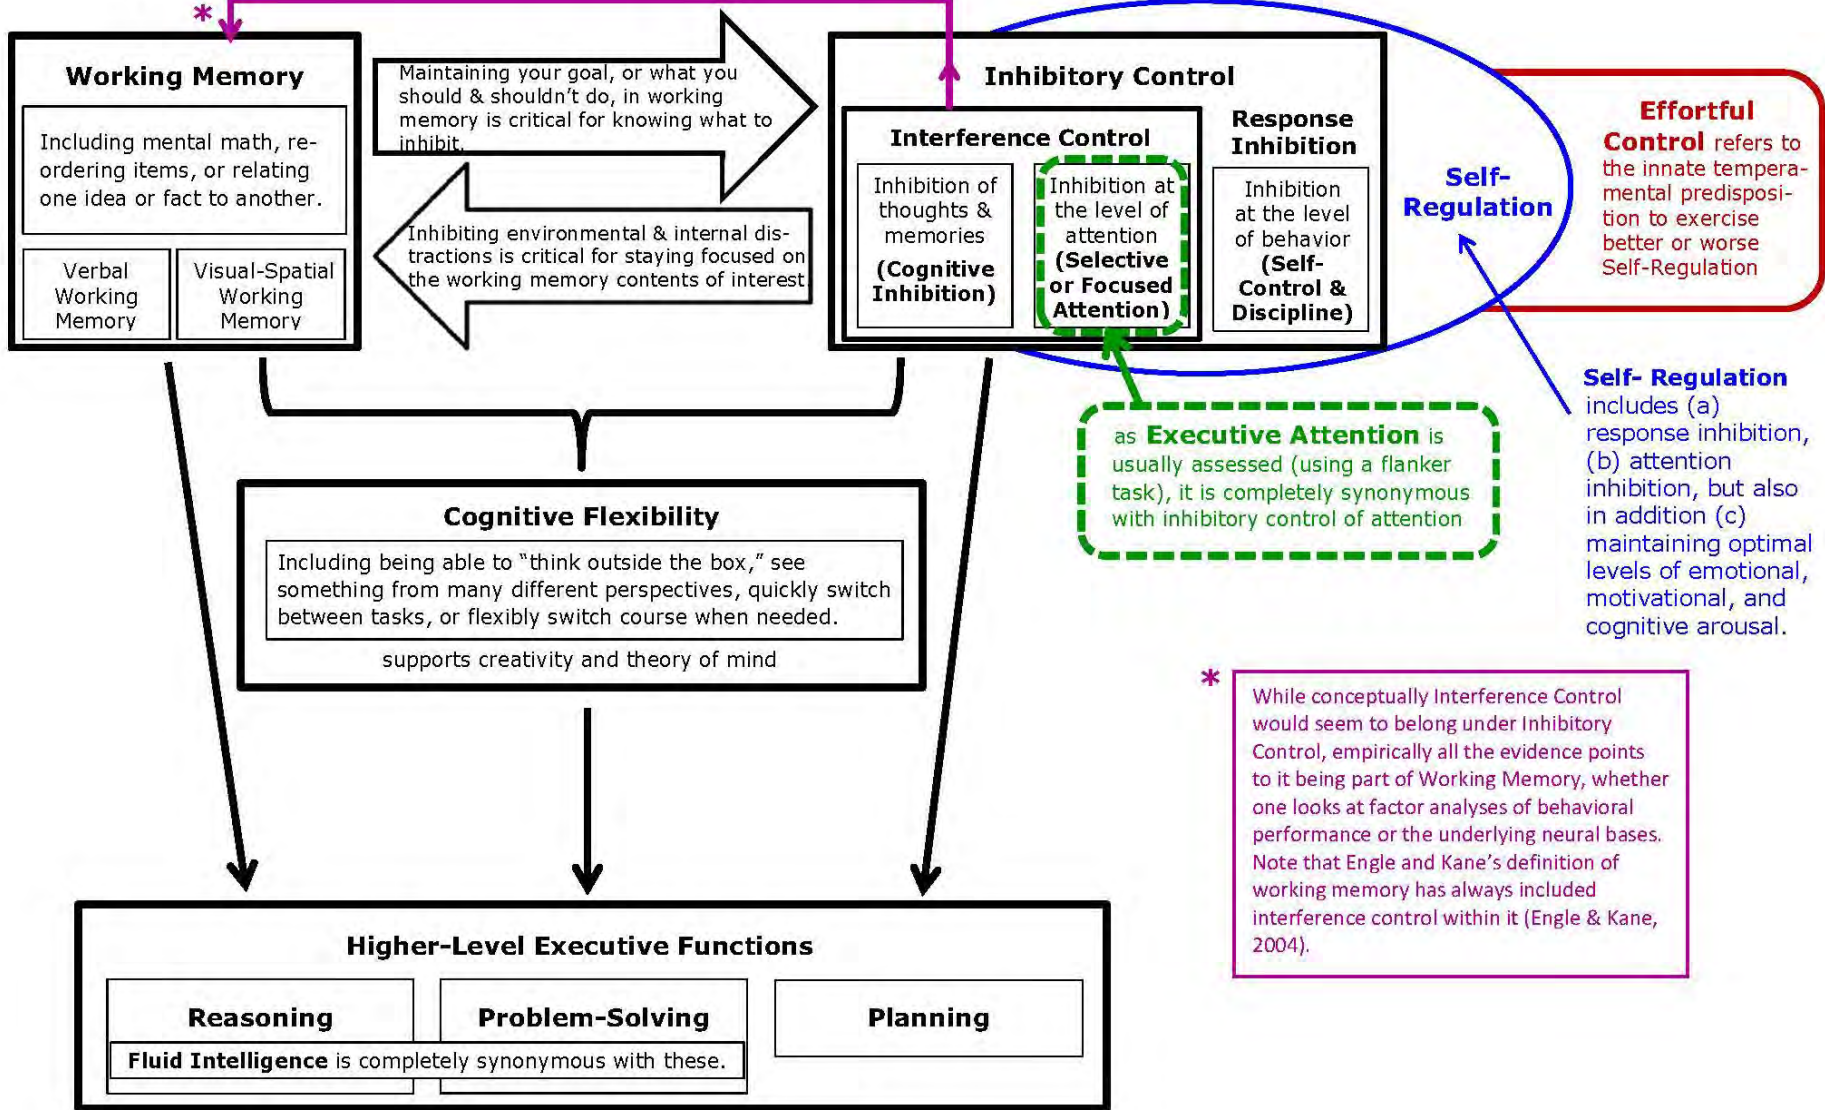 *
Working Memory
Including mental math, re-
ordering items, or relating
one idea or fact to another.
Verbal
Working
Memory
Visual-Spatial
Working
Memory
Maintaining your goal, or what you
should & shouldn't do, in working
memory is critical for knowing what to
inhibit.
Inhibiting environmental & internal dis-
tractions is critical for staying focused on
the working memory contents of interest.
Inhibitory Control
Interference Control
Inhibition of
thoughts &
memories
(Cognitive
Inhibition)
Inhibition at
the level of
attention
(Selective
or Focused
Attention)
Response
Inhibition
Inhibition
at the level
of behavior
(Self-
Control &
Discipline)
Self-
Regulation
Effortful
Control refers to
the innate tempera-
mental predisposi-
tion to exercise
better or worse
Self-Regulation
Self- Regulation
includes (a)
response inhibition,
(b) attention
inhibition, but also
in addition (c)
maintaining optimal
levels of emotional,
motivational, and
cognitive arousal.
as Executive Attention is
usually assessed (using a flanker
task), it is completely synonymous
with inhibitory control of attention
Cognitive Flexibility
Including being able to “think outside the box,” see
something from many different perspectives, quickly switch
between tasks, or flexibly switch course when needed.
supports creativity and theory of mind
*
While conceptually Interference Control
would seem to belong under Inhibitory
Control, empirically all the evidence points
to it being part of Working Memory, whether
one looks at factor analyses of behavioral
performance or the underlying neural bases.
Note that Engle and Kane’s definition of
working memory has always included
interference control within it (Engle & Kane,
2004).
Higher-Level Executive Functions
Reasoning
Problem-Solving
Planning
Fluid Intelligence is completely synonymous with these.